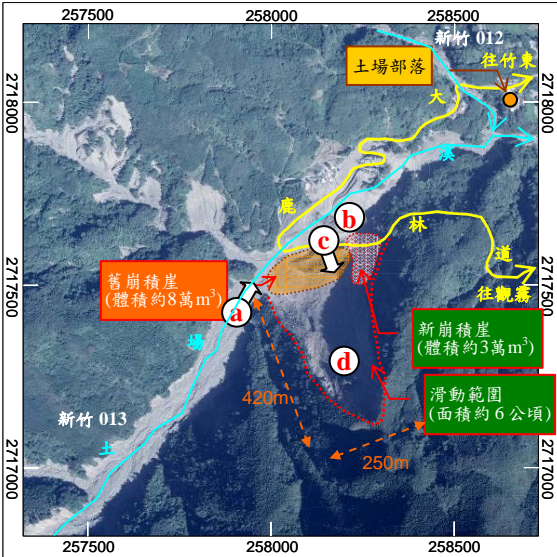 257500
258000
258500
2718000
2717500
2717000
2718000
2717500
2717000
新竹 012
土場部落
往竹東
大
鹿
林
道
往觀霧
溪
場
土
b
c
a
d
舊崩積崖
(體積約8萬m³)
新崩積崖
(體積約3萬m³)
滑動範圍
(面積約6公頃)
420m
250m
新竹 013
257500
258000
258500